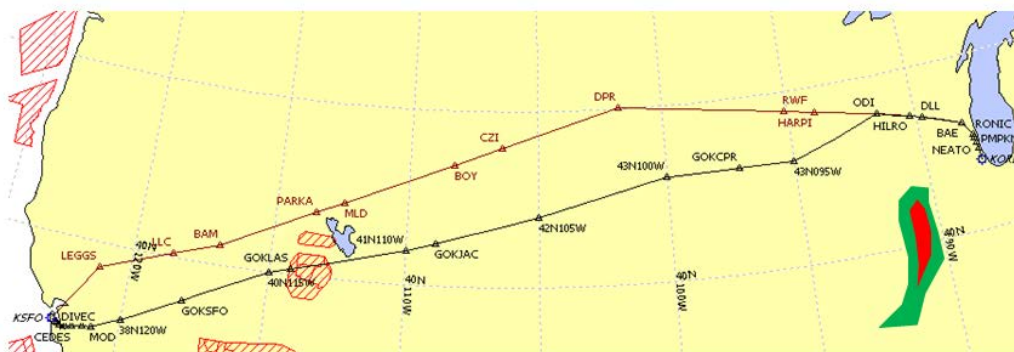 DPR
RWF
HARPI
ODI
DLL
HILRO
BAE
RONIC
PMPKN
NEATO
KORD
CZI
BOY
43N100W
GOKCPR
43N095W
PARKA
MLD
42N105W
BAM
LLC
40N
120W
LEGGS
41N110W
GOKJAC
GOKLAS
40N115W
40N
110W
40N
100W
40N
90W
GOKSFO
KSFO
DIVEC
CEDES
MOD
38N120W